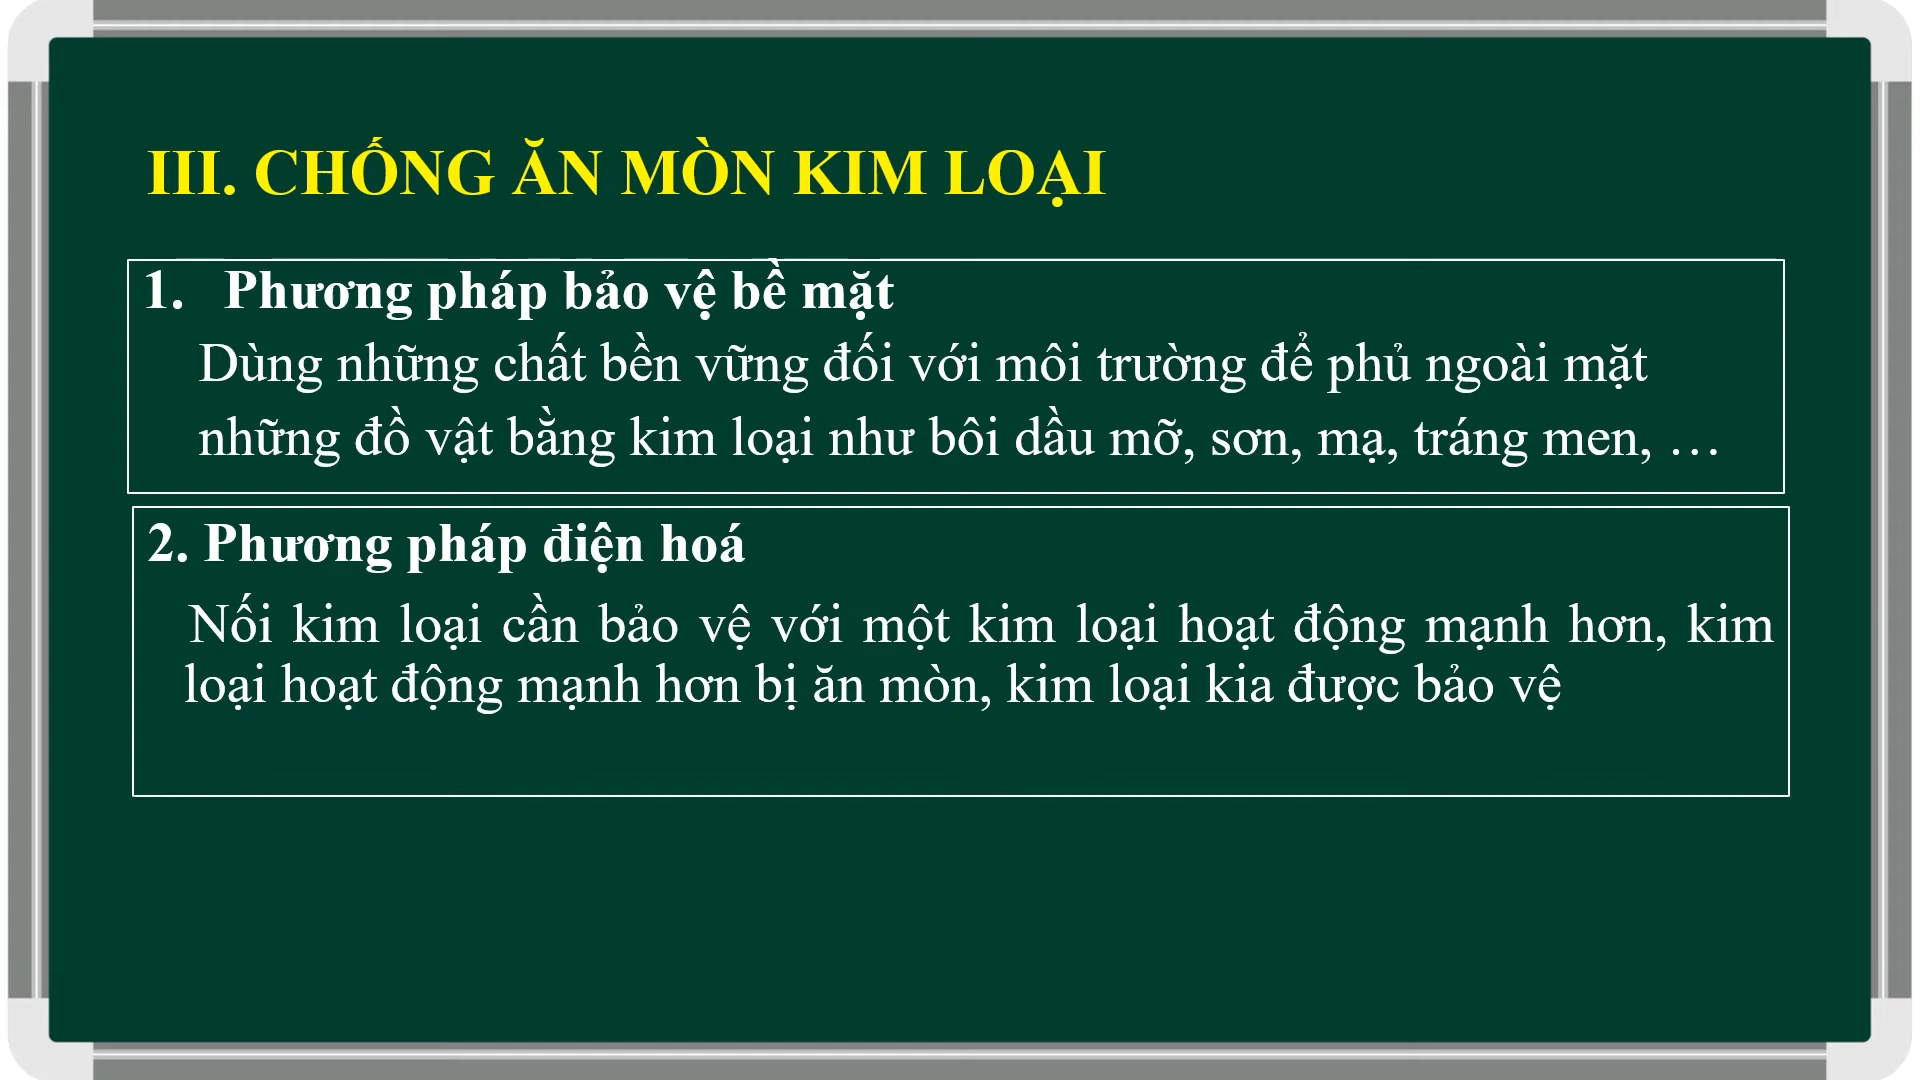 III. CHỐNG ĂN MÒN KIM LOẠI
1. Phương pháp bảo vệ bề mặt
Dùng những chất bền vững đối với môi trường để phủ ngoài mặt
những đồ vật bằng kim loại như bôi dầu mỡ, sơn, mạ, tráng men, …
2. Phương pháp điện hoá
Nối kim loại cần bảo vệ với một kim loại hoạt động mạnh hơn, kim
loại hoạt động mạnh hơn bị ăn mòn, kim loại kia được bảo vệ